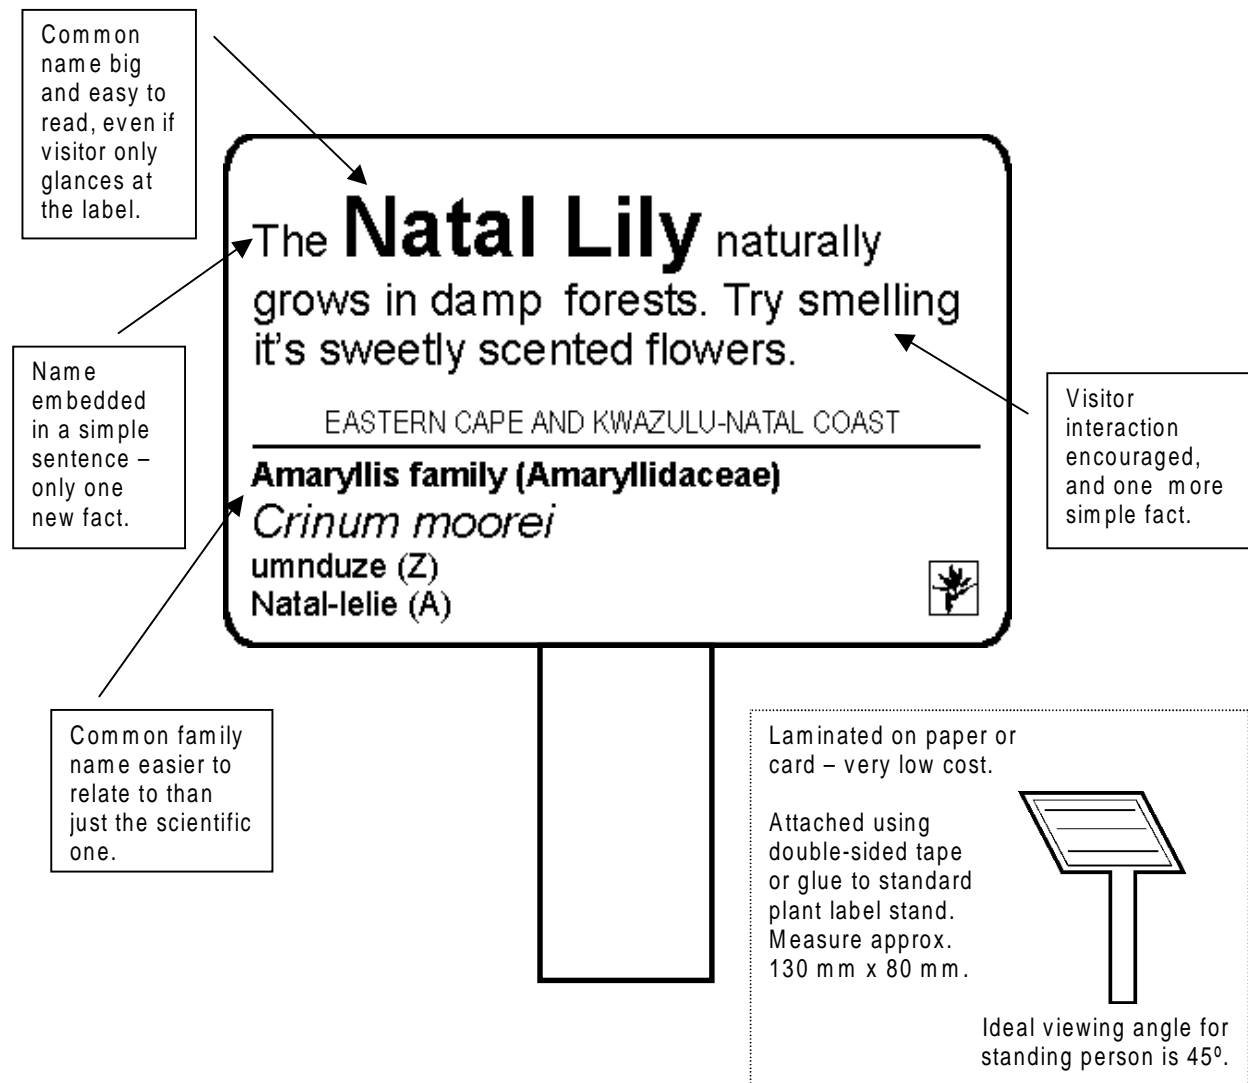 Common
name big
and easy to
read, even if
visitor only
glances at
the label.
The Natal Lily naturally
grows in damp forests. Try smelling
it's sweetly scented flowers.
EASTERN CAPE AND KWAZULU-NATAL COAST
Amaryllis family (Amaryllidaceae)
Crinum moorei
umnduze (Z)
Natal-lelie (A)
Name
embedded
in a simple
sentence –
only one
new fact.
Visitor
interaction
encouraged,
and one more
simple fact.
Common family
name easier to
relate to than
just the scientific
one.
Laminated on paper or
card – very low cost.
Attached using
double-sided tape
or glue to standard
plant label stand.
Measure approx.
130 mm x 80 mm.
Ideal viewing angle for
standing person is 45º.